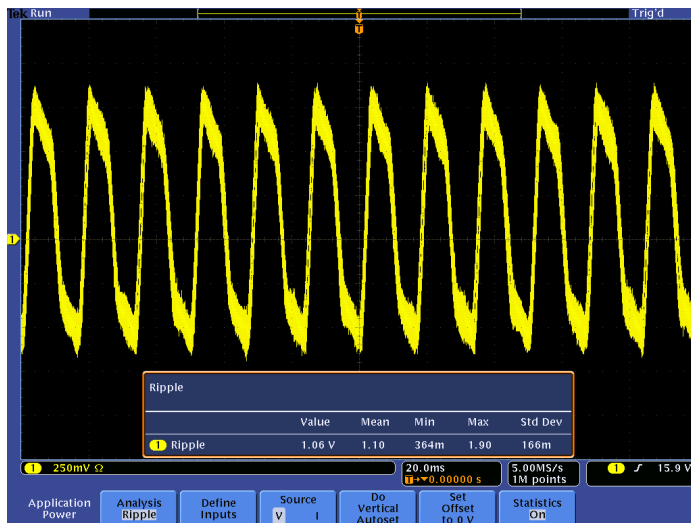 Tek Run Trig'd
T
1
Ripple
Value Mean Min Max Std Dev
1 Ripple 1.06 V 1.10 364m 1.90 166m
1 250mV Ω 20.0ms 5.00MS/s 1 ∫ 15.9 V
T→▼0.00000 s 1M points
Application Power
Analysis Ripple
Define Inputs
Source V I
Do Vertical Autoset
Set Offset to 0 V
Statistics On